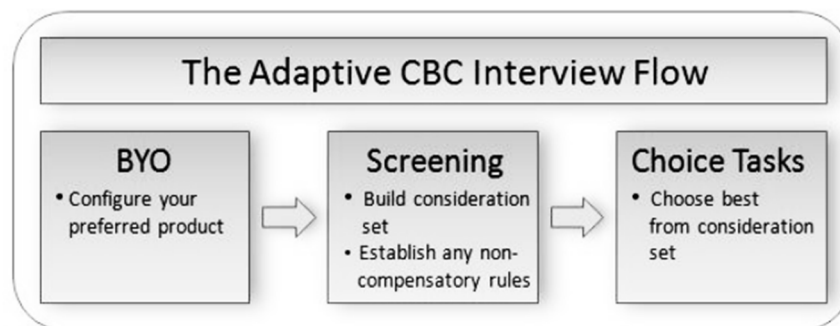 The Adaptive CBC Interview Flow
BYO
• Configure your
preferred product
Screening
• Build consideration
set
• Establish any non-
compensatory rules
Choice Tasks
• Choose best
from consideration
set